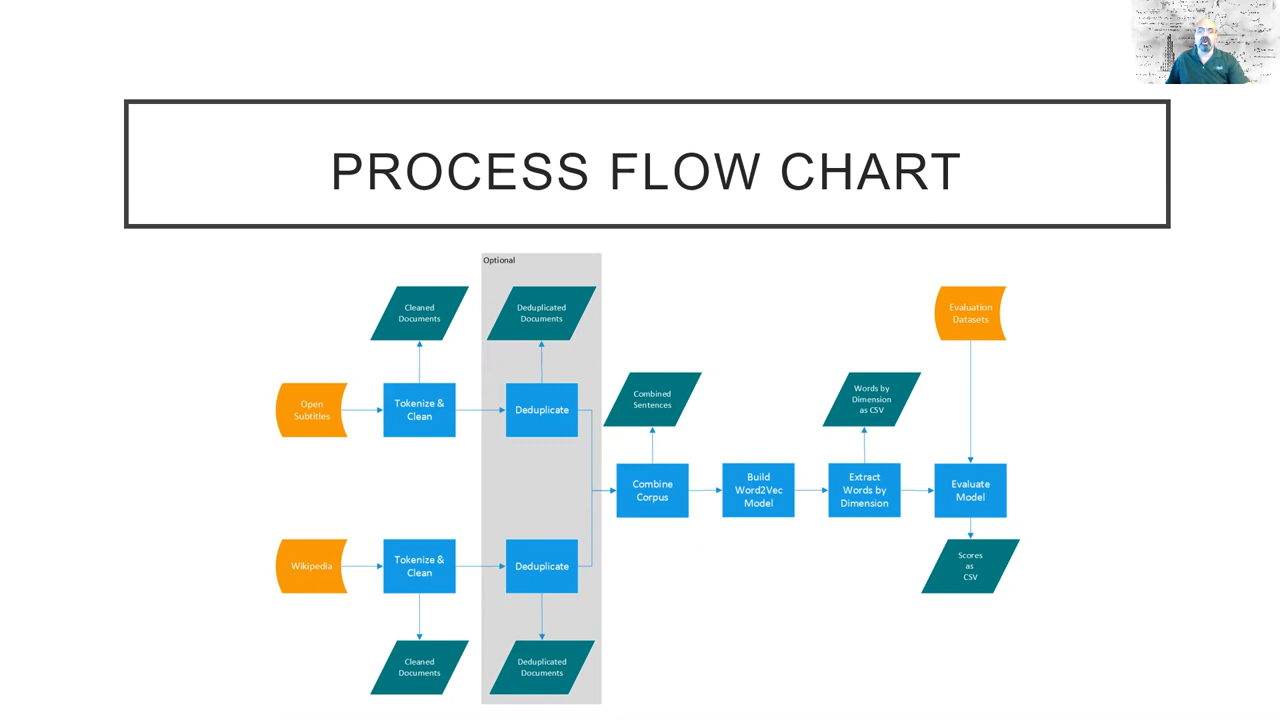 PROCESS FLOW CHART
Optional
Cleaned
Documents
Deduplicated
Documents
Evaluation
Datasets
Open
Subtitles
Tokenize &
Clean
Deduplicate
Combined
Sentences
Words by
Dimension
as CSV
Combine
Corpus
Build
Word2Vec
Model
Extract
Words by
Dimension
Evaluate
Model
Wikipedia
Tokenize &
Clean
Deduplicate
Scores
as
CSV
Cleaned
Documents
Deduplicated
Documents